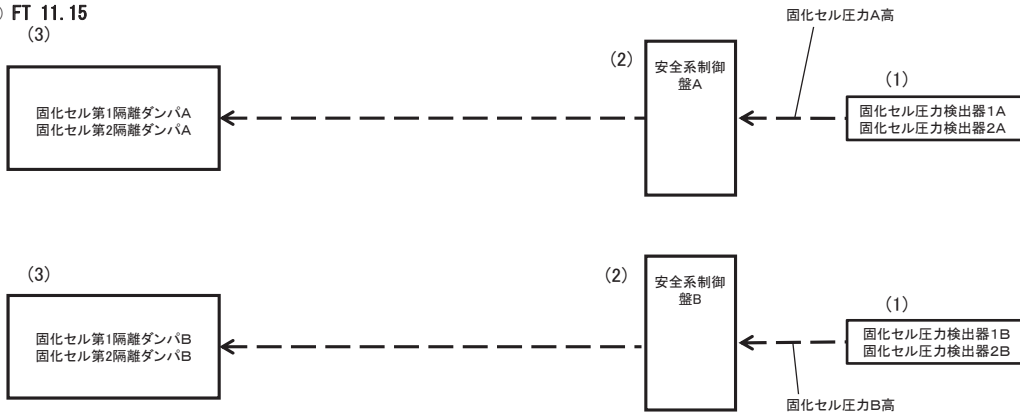 ) FT 11.15
(3)
固化セル圧力A高
(2)
安全系制御
盤A
(1)
固化セル第1隔離ダンパA
固化セル第2隔離ダンパA
固化セル圧力検出器1A
固化セル圧力検出器2A
(3)
(2)
安全系制御
盤B
(1)
固化セル第1隔離ダンパB
固化セル第2隔離ダンパB
固化セル圧力検出器1B
固化セル圧力検出器2B
固化セル圧力B高